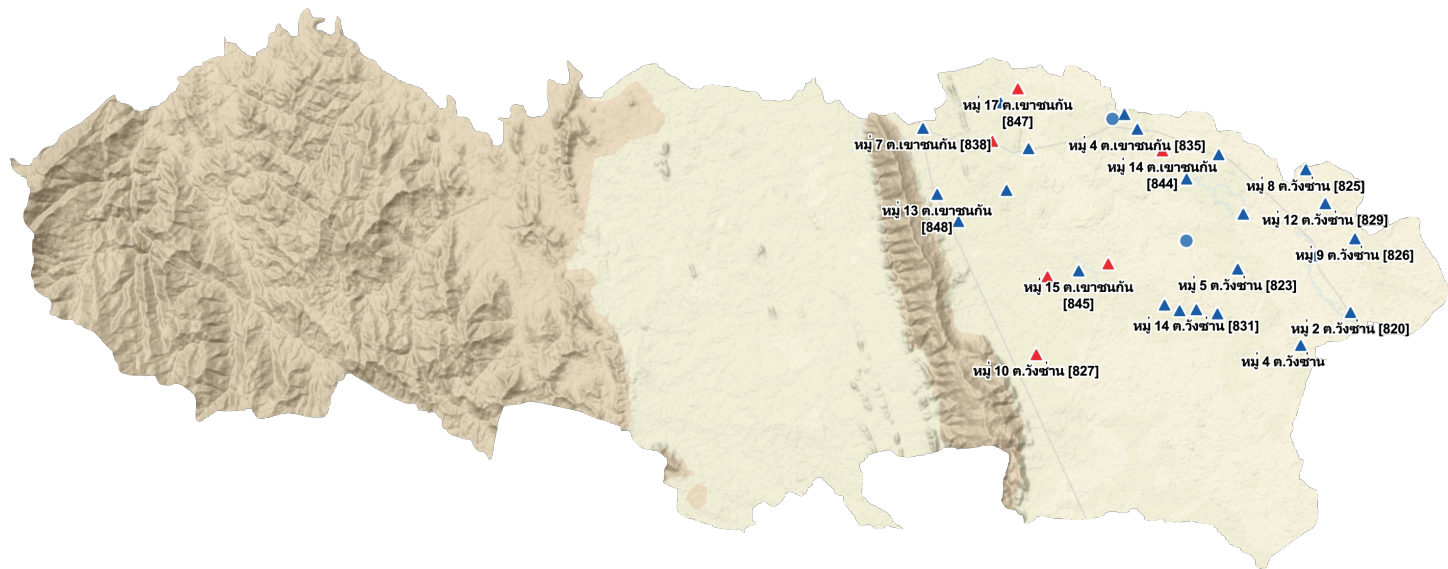 หมู่ 17 ต.เขาชนกัน
[847]
หมู่ 7 ต.เขาชนกัน [838]
หมู่ 4 ต.เขาชนกัน [835]
หมู่ 14 ต.เขาชนกัน
[844]
หมู่ 8 ต.วังซ่าน [825]
หมู่ 13 ต.เขาชนกัน
[848]
หมู่ 12 ต.วังซ่าน [829]
หมู่ 9 ต.วังซ่าน [826]
หมู่ 15 ต.เขาชนกัน
[845]
หมู่ 5 ต.วังซ่าน [823]
หมู่ 14 ต.วังซ่าน [831]
หมู่ 2 ต.วังซ่าน [820]
หมู่ 4 ต.วังซ่าน
หมู่ 10 ต.วังซ่าน [827]